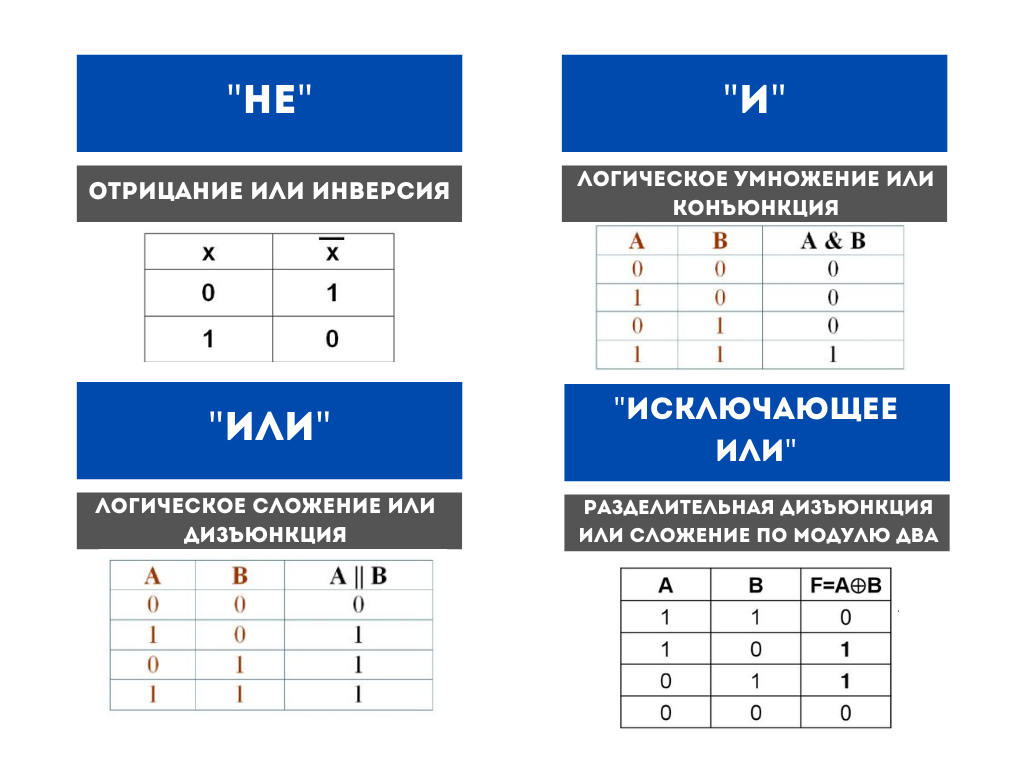 "НЕ"
ОТРИЦАНИЕ ИЛИ ИНВЕРСИЯ
x x̅
0 1
1 0
"И"
ЛОГИЧЕСКОЕ УМНОЖЕНИЕ ИЛИ
КОНЪЮНКЦИЯ
A B A & B
0 0 0
1 0 0
0 1 0
1 1 1
"ИЛИ"
ЛОГИЧЕСКОЕ СЛОЖЕНИЕ ИЛИ
ДИЗЪЮНКЦИЯ
A B A || B
0 0 0
1 0 1
0 1 1
1 1 1
"ИСКЛЮЧАЮЩЕЕ
ИЛИ"
РАЗДЕЛИТЕЛЬНАЯ ДИЗЪЮНКЦИЯ
ИЛИ СЛОЖЕНИЕ ПО МОДУЛЮ ДВА
A B F=A⊕B
1 1 0
1 0 1
0 1 1
0 0 0